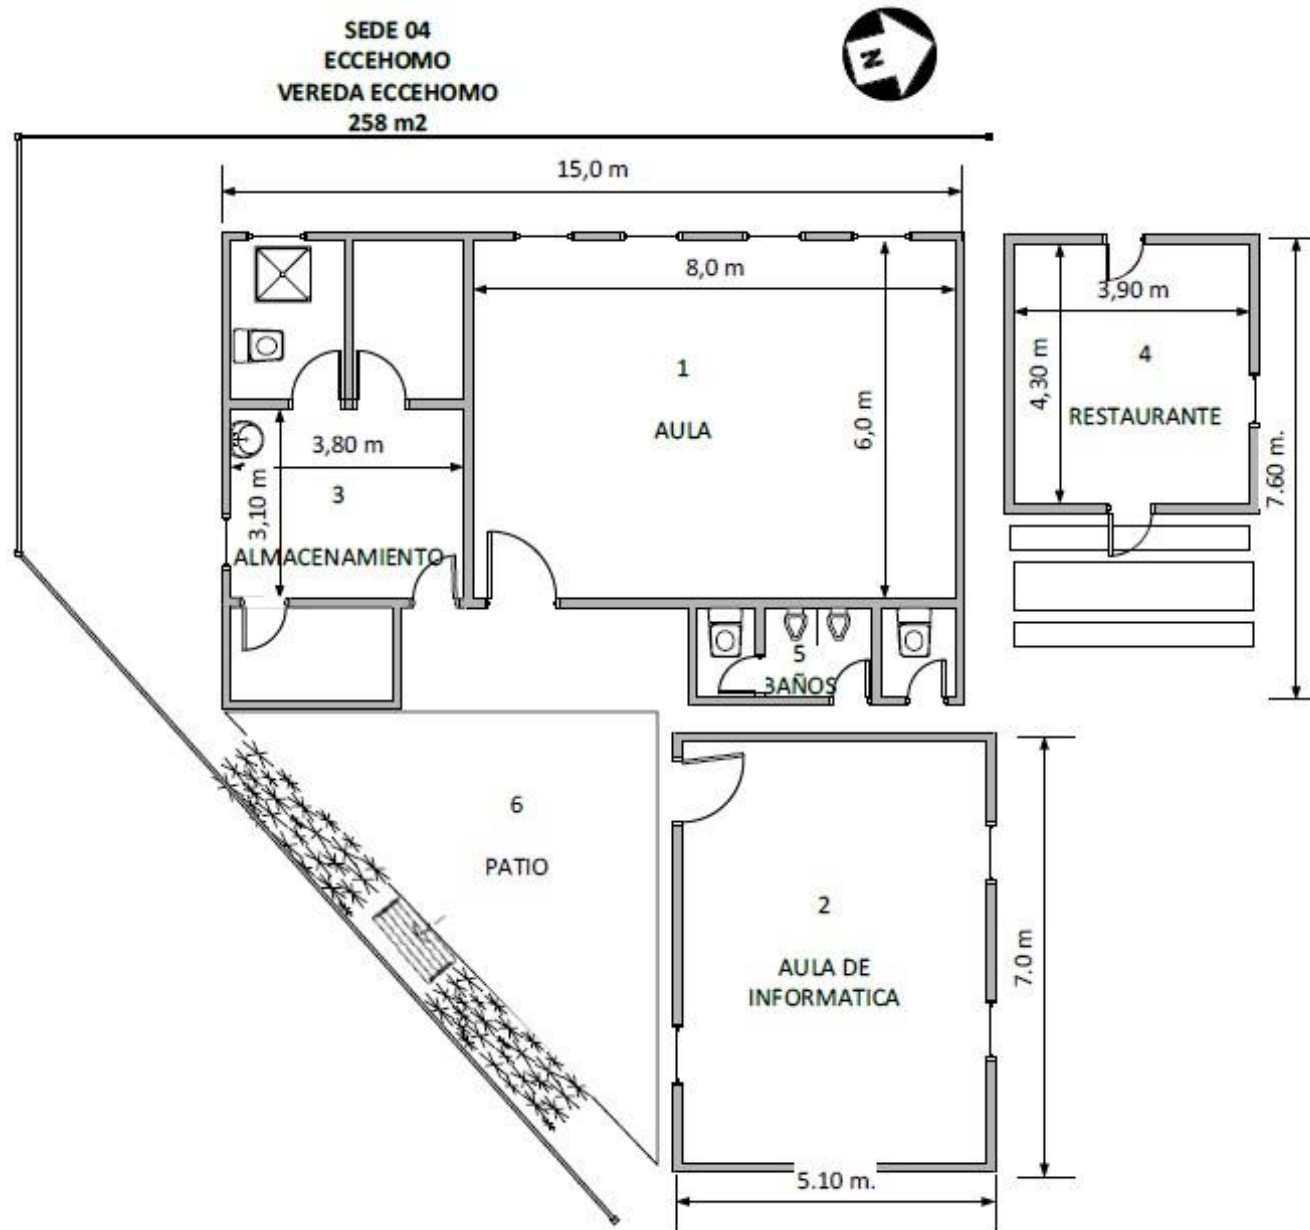 SEDE 04
ECCEHOMO
VEREDA ECCEHOMO
258 m2
N
15,0 m
8,0 m
3,90 m
4,30 m
4
RESTAURANTE
1
AULA
6,0 m
3,80 m
3
3,10 m
ALMACENAMIENTO
7.60 m.
5
BAÑOS
6
PATIO
2
AULA DE
INFORMATICA
7.0 m
5.10 m.